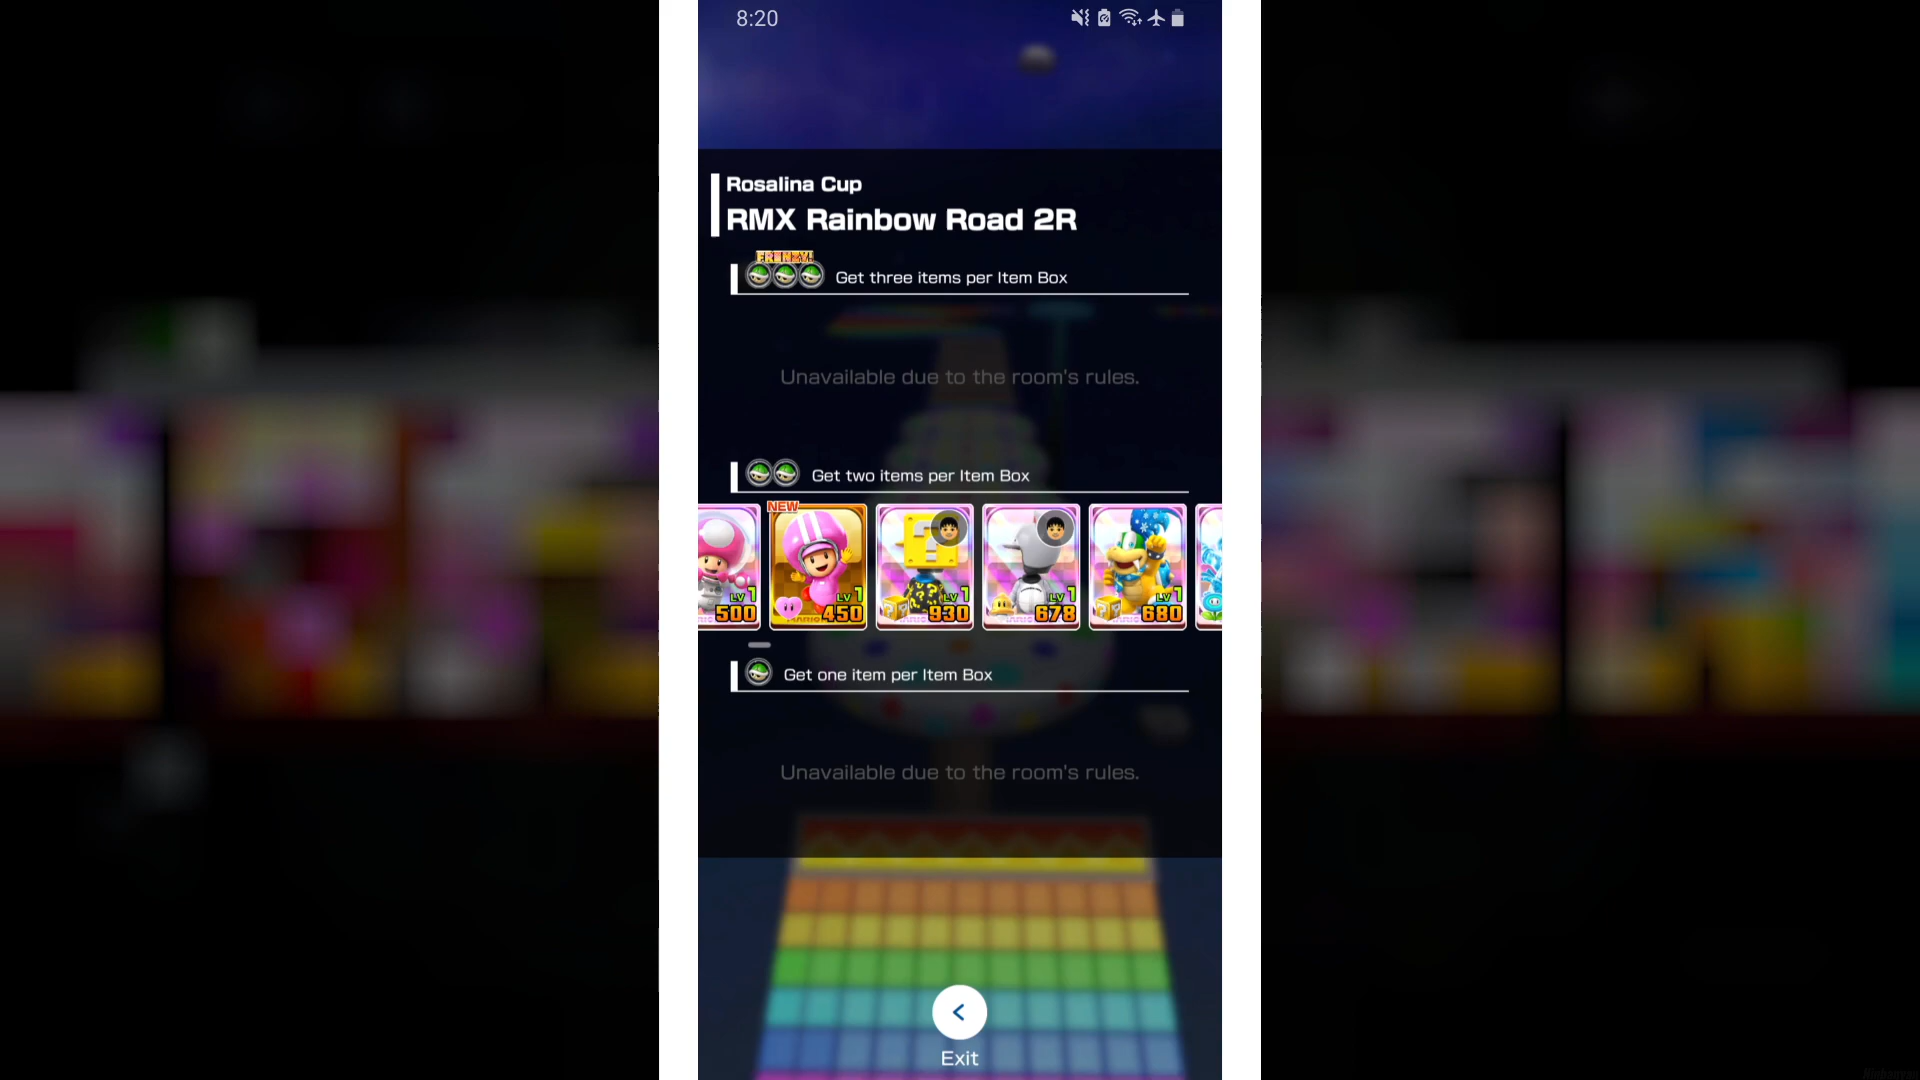 8:20
Rosalina Cup
RMX Rainbow Road 2R
FRENZY!
Get three items per Item Box
Unavailable due to the room's rules.
Get two items per Item Box
NEW
LV 1
500
LV 1
450
LV 1
930
LV 1
678
LV 1
680
Get one item per Item Box
Unavailable due to the room's rules.
Exit